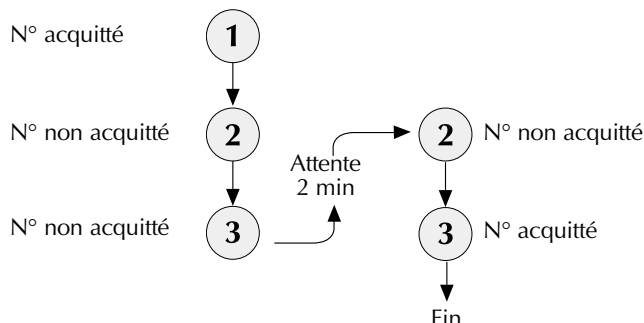 N° acquitté
1
N° non acquitté
2
N° non acquitté
3
Attente
2 min
2
N° non acquitté
3
N° acquitté
Fin